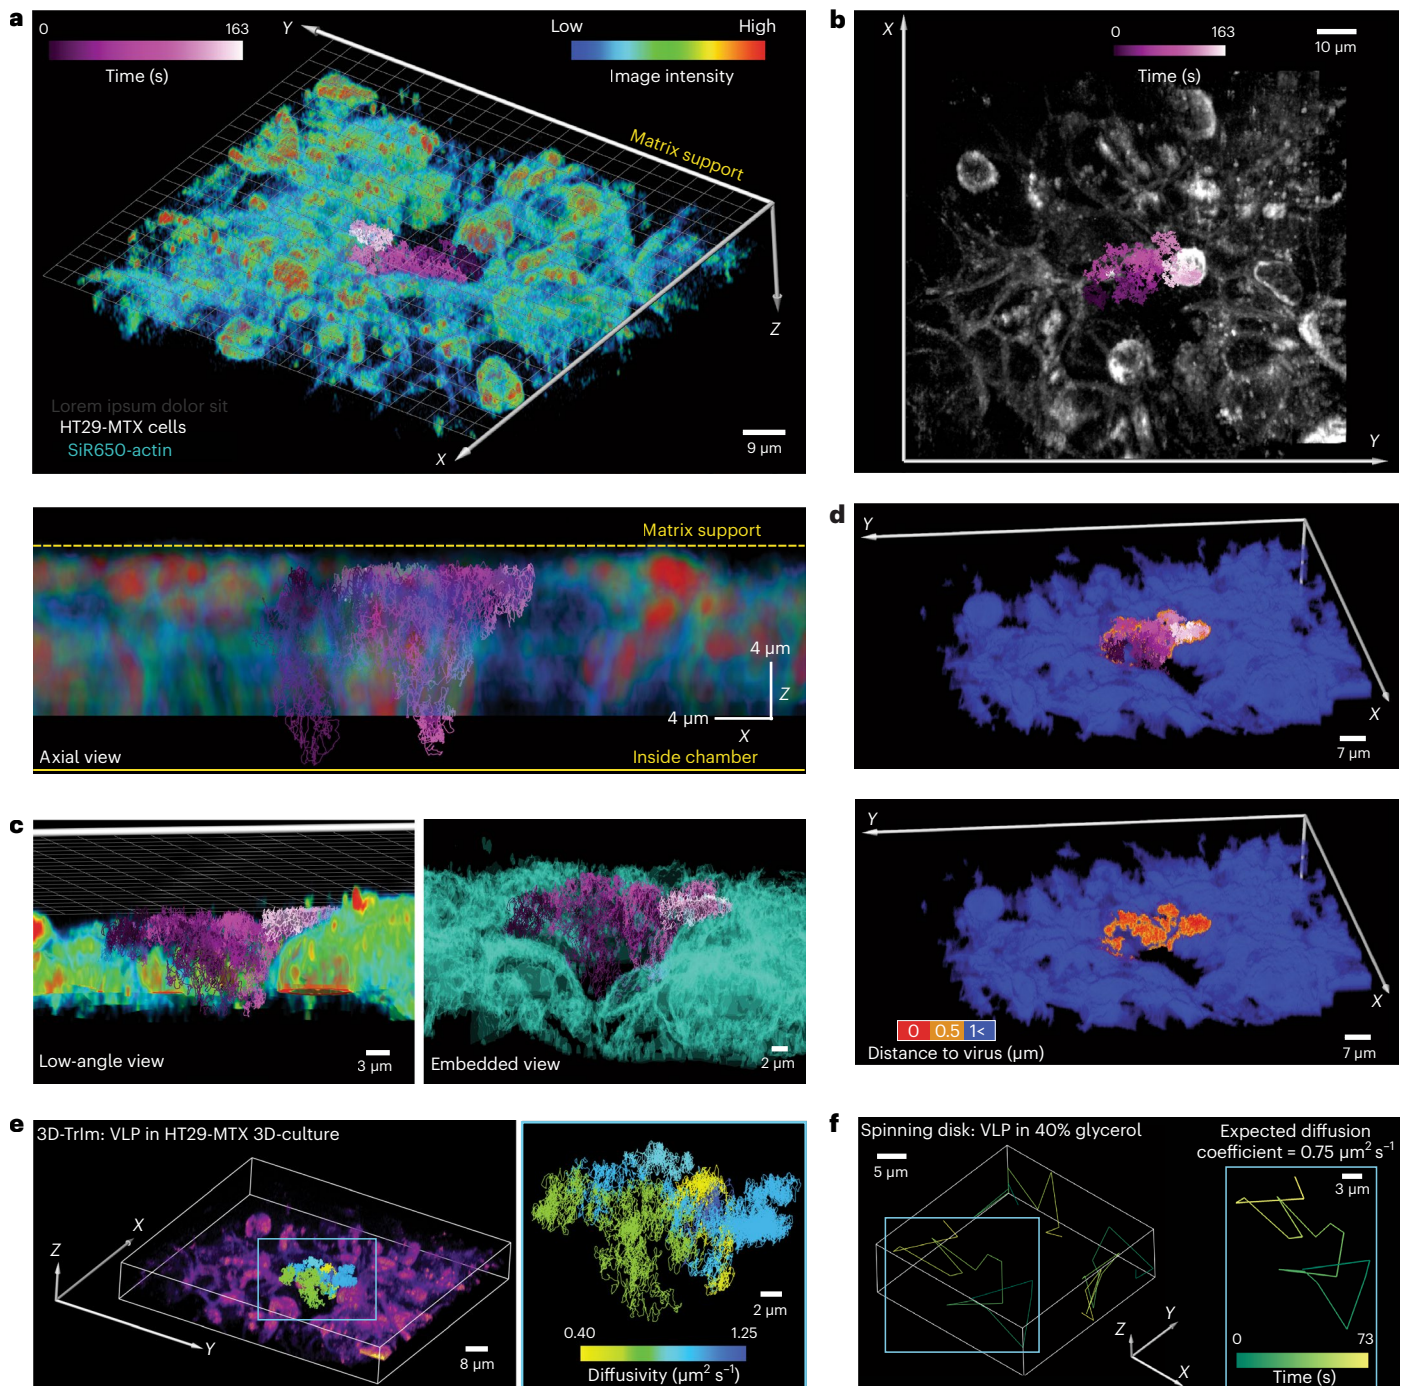 a
0 163
Time (s)
Y
Low High
Image intensity
Matrix support
Z
Lorem ipsum dolor sit
HT29-MTX cells
SiR650-actin
X
9 µm
Matrix support
4 µm
Z
4 µm
X
Axial view
Inside chamber
b
X
0 163
Time (s)
10 µm
Y
c
Low-angle view
3 µm
Embedded view
2 µm
d
Y
X
7 µm
Y
X
0 0.5 1<
Distance to virus (µm)
7 µm
e
3D-TrIm: VLP in HT29-MTX 3D-culture
X
Z
Y
8 µm
2 µm
0.40 1.25
Diffusivity (µm² s⁻¹)
f
Spinning disk: VLP in 40% glycerol
5 µm
Expected diffusion
coefficient = 0.75 µm² s⁻¹
3 µm
Z
Y
X
0 73
Time (s)